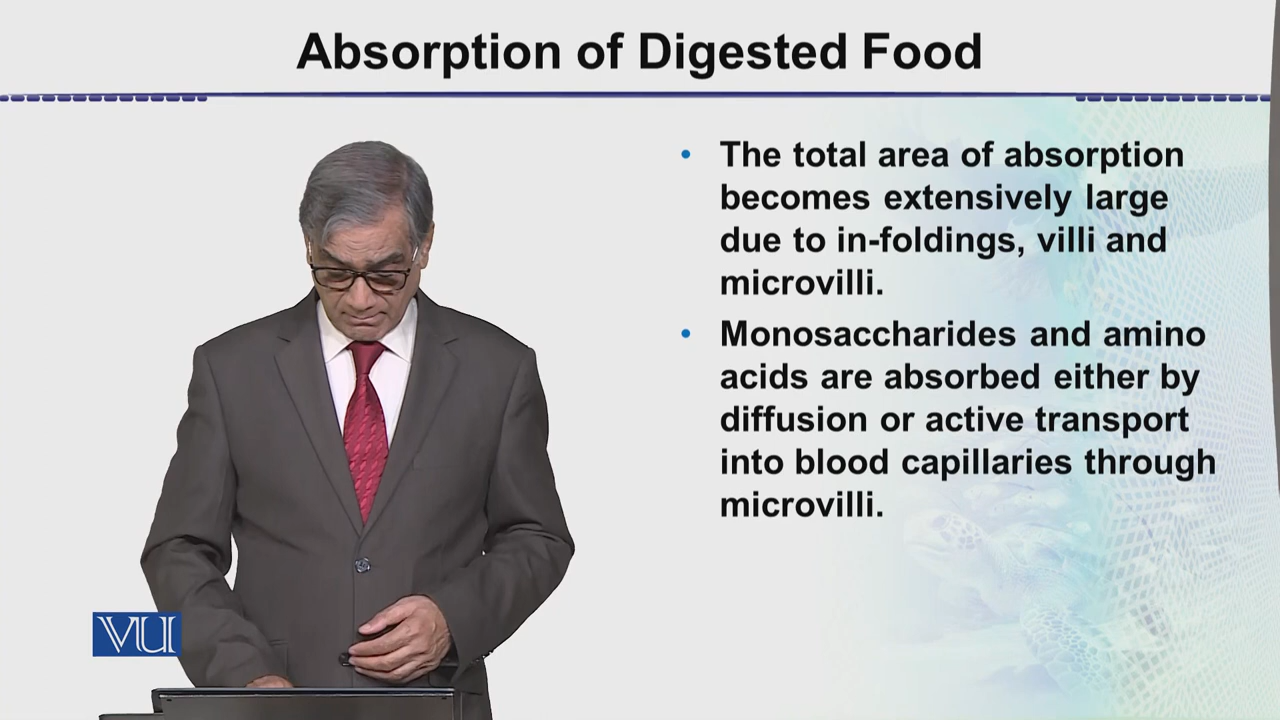 Absorption of Digested Food
• The total area of absorption
becomes extensively large
due to in-foldings, villi and
microvilli.
• Monosaccharides and amino
acids are absorbed either by
diffusion or active transport
into blood capillaries through
microvilli.
VU